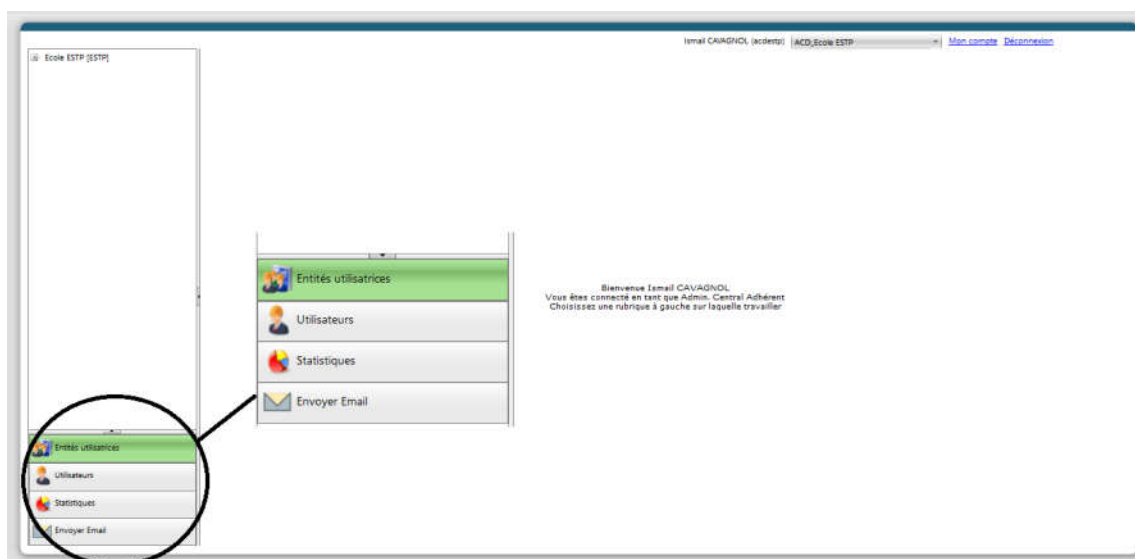 Ismail CAVAGNOL (acdestp) ACD_Ecole ESTP Mon compte Déconnexion
Ecole ESTP [ESTP]
Entités utilisatrices
Utilisateurs
Statistiques
Envoyer Email
Bienvenue Ismail CAVAGNOL
Vous êtes connecté en tant que Admin. Central Adhérent
Choisissez une rubrique à gauche sur laquelle travailler
Entités utilisatrices
Utilisateurs
Statistiques
Envoyer Email